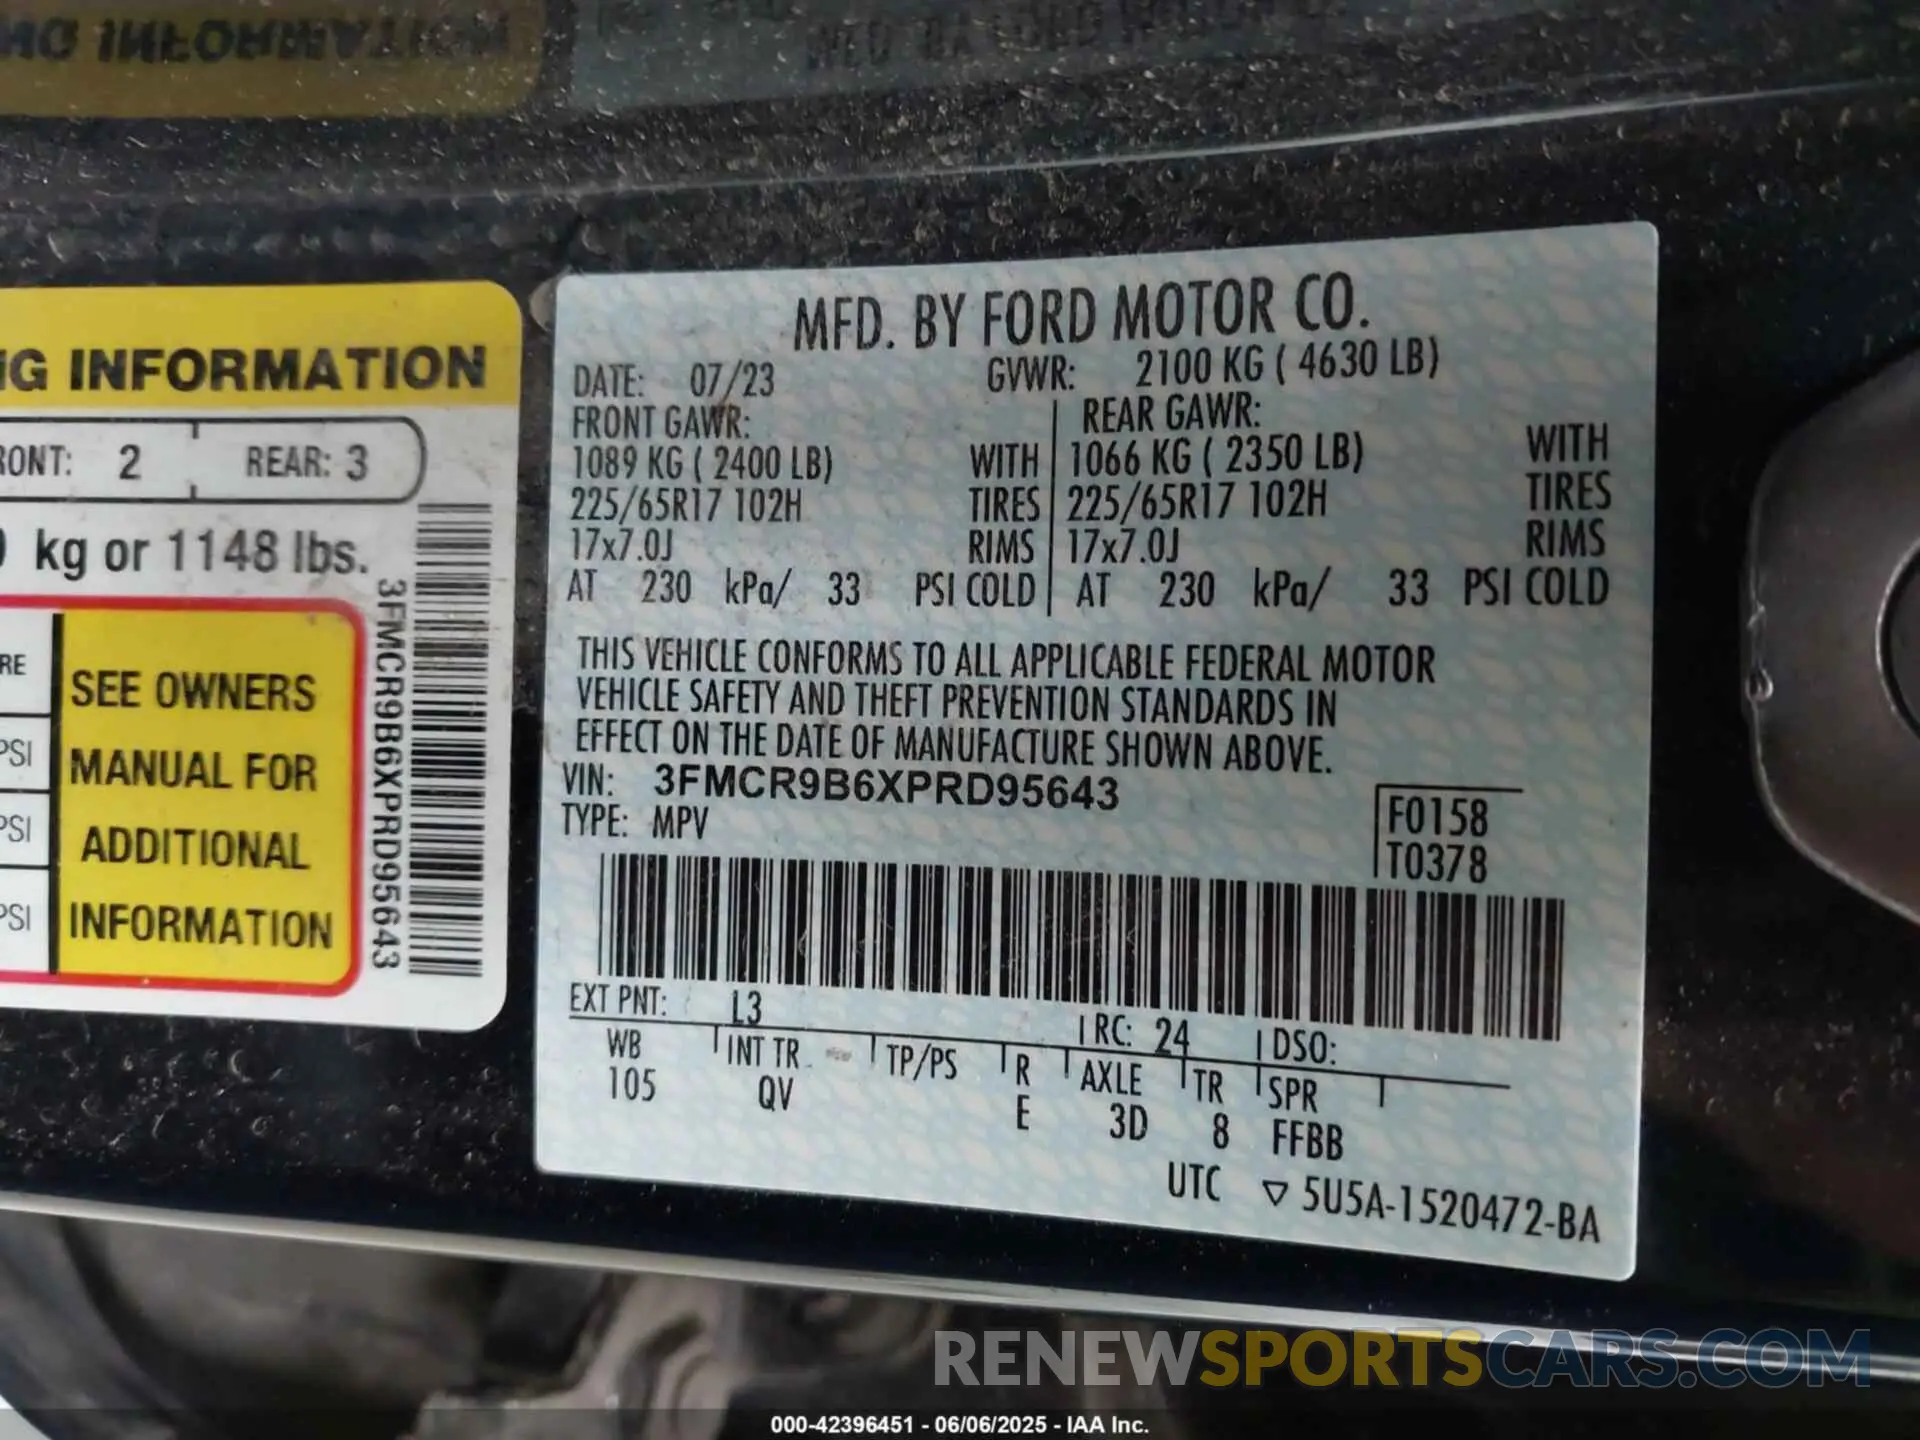 NG INFORMATION
RONT: 2 REAR: 3
kg or 1148 lbs.
RE
PSI
PSI
PSI
SEE OWNERS
MANUAL FOR
ADDITIONAL
INFORMATION
3FMCR9B6XPRD95643
MFD. BY FORD MOTOR CO.
DATE: 07/23 GVWR: 2100 KG ( 4630 LB)
FRONT GAWR: REAR GAWR:
1089 KG ( 2400 LB) WITH 1066 KG ( 2350 LB) WITH
225/65R17 102H TIRES 225/65R17 102H TIRES
17x7.0J RIMS 17x7.0J RIMS
AT 230 kPa/ 33 PSI COLD AT 230 kPa/ 33 PSI COLD
THIS VEHICLE CONFORMS TO ALL APPLICABLE FEDERAL MOTOR
VEHICLE SAFETY AND THEFT PREVENTION STANDARDS IN
EFFECT ON THE DATE OF MANUFACTURE SHOWN ABOVE.
VIN: 3FMCR9B6XPRD95643
TYPE: MPV
F0158
T0378
EXT PNT: L3 RC: 24 DSO:
WB INT TR TP/PS R AXLE TR SPR
105 QV E 3D 8 FFBB
UTC ▽ 5U5A-1520472-BA
RENEWSPORTSCARS.COM
000-42396451 - 06/06/2025 - IAA Inc.